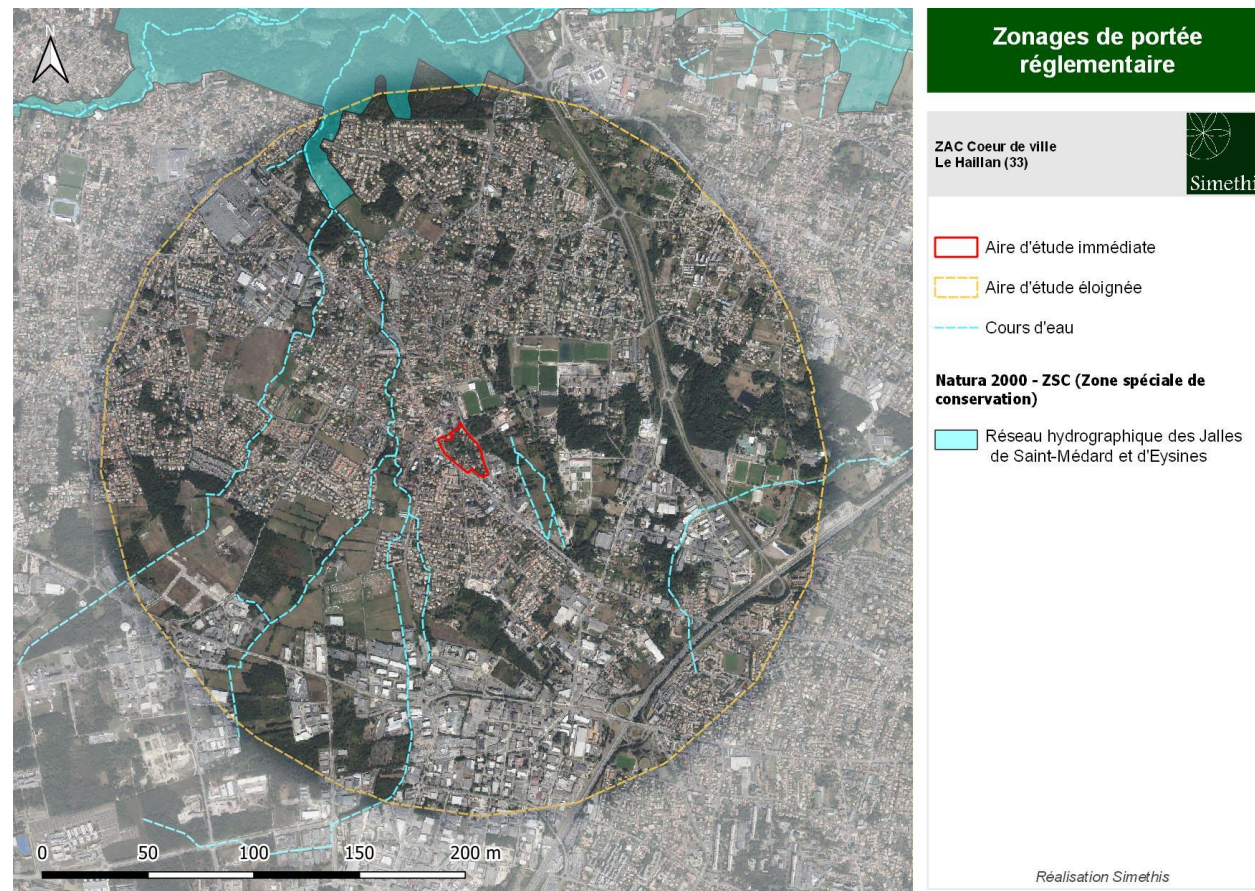 Zonages de portée
réglementaire
ZAC Coeur de ville
Le Haillan (33)
Simethi
N
Aire d'étude immédiate
Aire d'étude éloignée
Cours d'eau
Natura 2000 - ZSC (Zone spéciale de
conservation)
Réseau hydrographique des Jalles
de Saint-Médard et d'Eysines
0 50 100 150 200 m
Réalisation Simethis